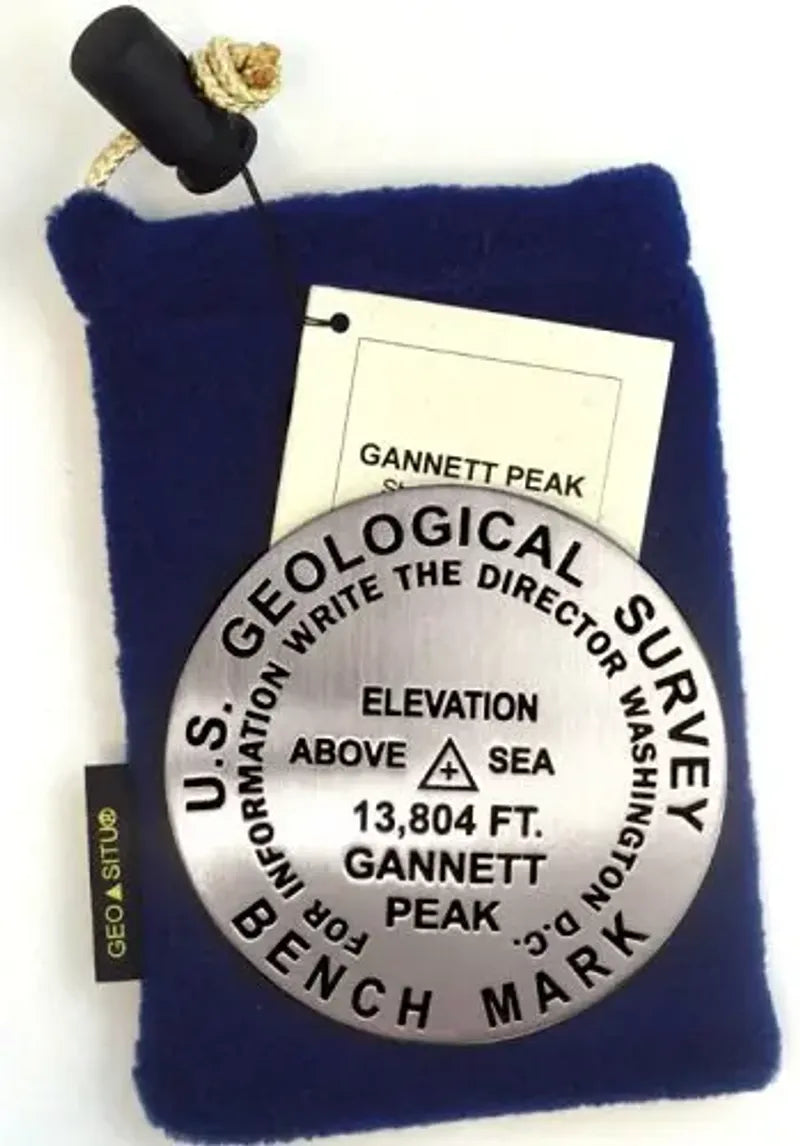 GANNETT PEAK
U.S. GEOLOGICAL SURVEY
FOR INFORMATION WRITE THE DIRECTOR WASHINGTON D.C.
ELEVATION
ABOVE SEA
13,804 FT.
GANNETT
PEAK
BENCH MARK
GEO▲SITU®